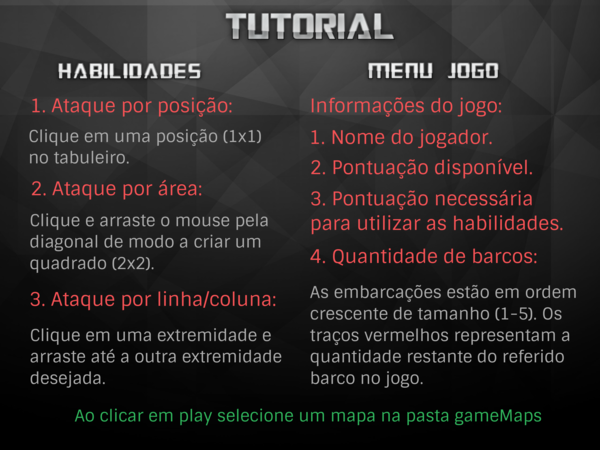 TUTORIAL
HABILIDADES
1. Ataque por posição:
Clique em uma posição (1x1)
no tabuleiro.
2. Ataque por área:
Clique e arraste o mouse pela
diagonal de modo a criar um
quadrado (2x2).
3. Ataque por linha/coluna:
Clique em uma extremidade e
arraste até a outra extremidade
desejada.
MENU JOGO
Informações do jogo:
1. Nome do jogador.
2. Pontuação disponível.
3. Pontuação necessária
para utilizar as habilidades.
4. Quantidade de barcos:
As embarcações estão em ordem
crescente de tamanho (1-5). Os
traços vermelhos representam a
quantidade restante do referido
barco no jogo.
Ao clicar em play selecione um mapa na pasta gameMaps